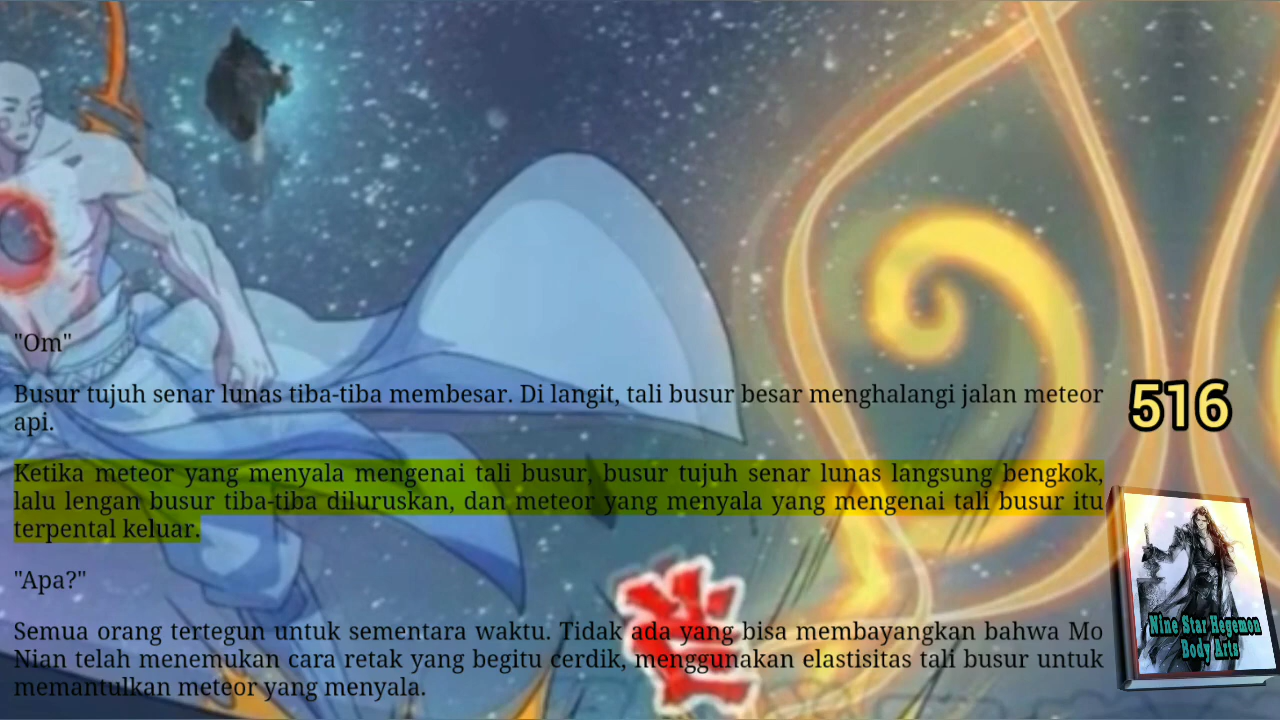 "Om"
Busur tujuh senar lunas tiba-tiba membesar. Di langit, tali busur besar menghalangi jalan meteor
api.
Ketika meteor yang menyala mengenai tali busur, busur tujuh senar lunas langsung bengkok,
lalu lengan busur tiba-tiba diluruskan, dan meteor yang menyala yang mengenai tali busur itu
terpental keluar.
"Apa?"
Semua orang tertegun untuk sementara waktu. Tidak ada yang bisa membayangkan bahwa Mo
Nian telah menemukan cara retak yang begitu cerdik, menggunakan elastisitas tali busur untuk
memantulkan meteor yang menyala.
516
Nine Star Hegemon
Body Arts